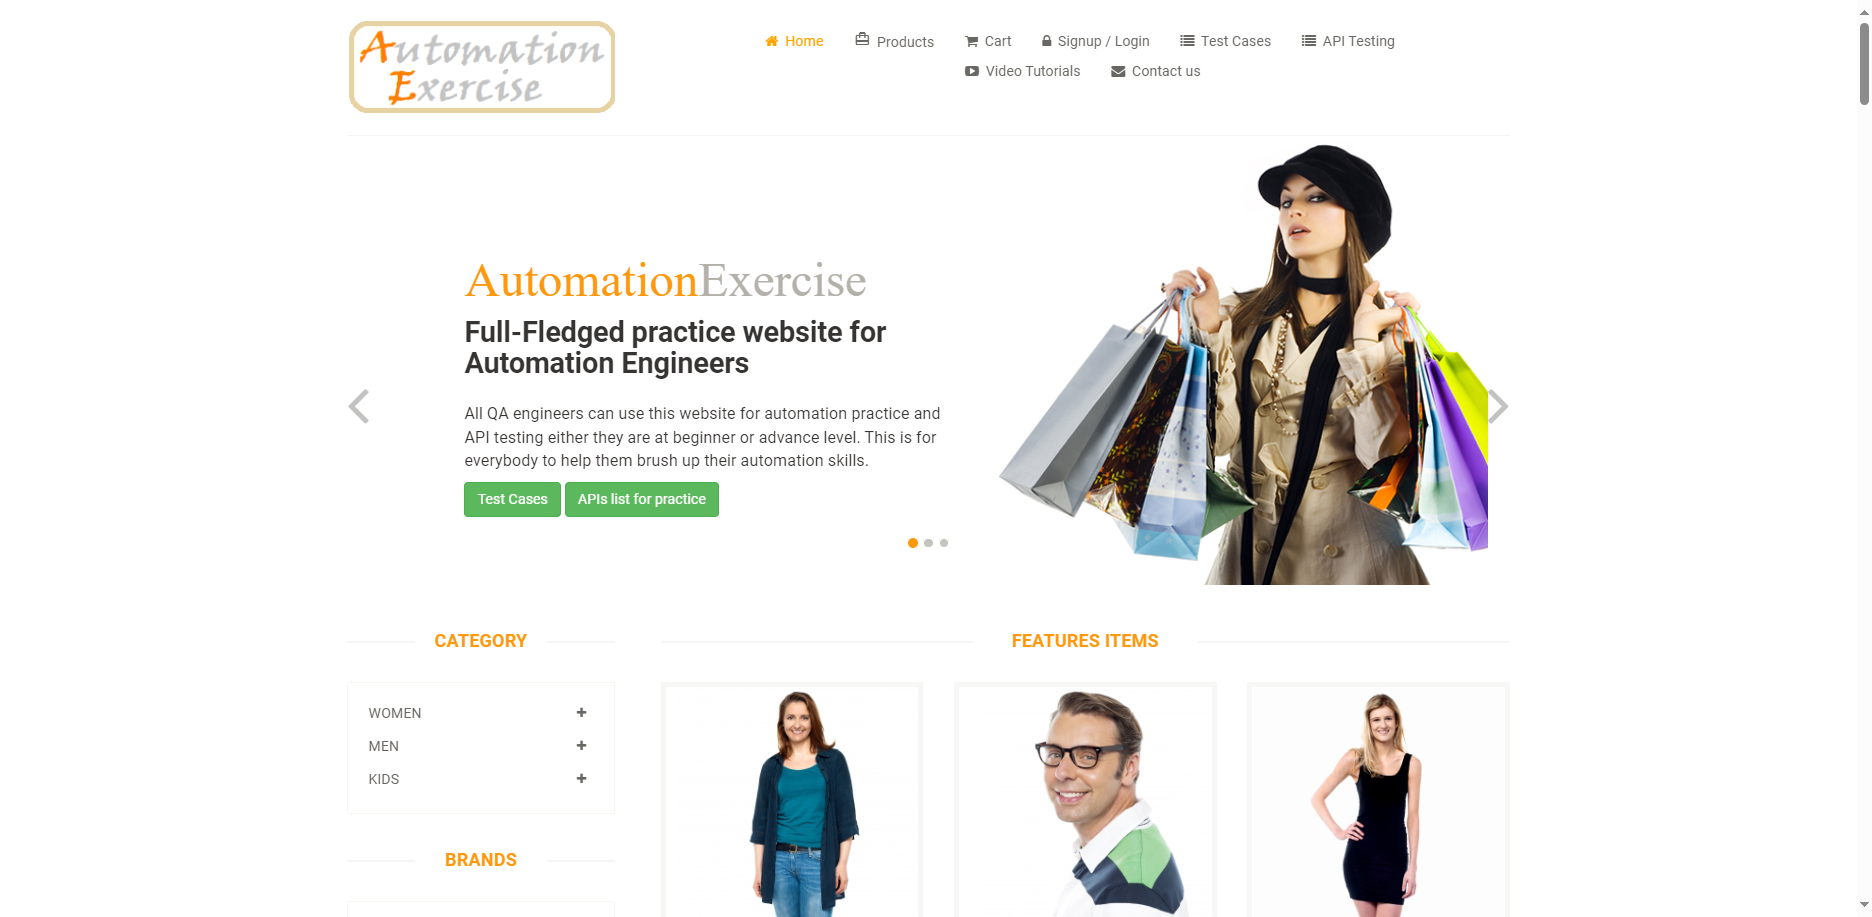 Automation
Exercise
Home
Products
Cart
Signup / Login
Test Cases
API Testing
Video Tutorials
Contact us
AutomationExercise
Full-Fledged practice website for
Automation Engineers
All QA engineers can use this website for automation practice and
API testing either they are at beginner or advance level. This is for
everybody to help them brush up their automation skills.
Test Cases
APIs list for practice
CATEGORY
WOMEN
MEN
KIDS
BRANDS
FEATURES ITEMS